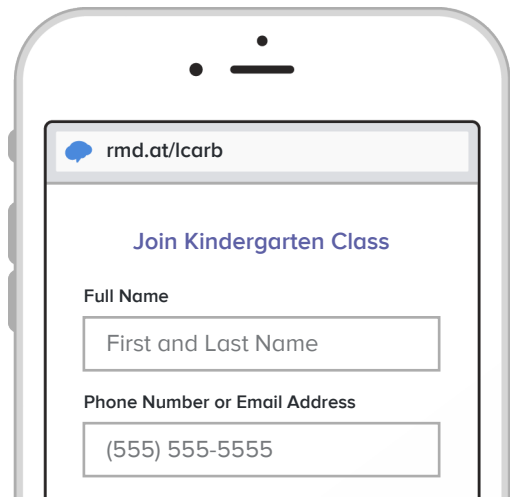 rmd.at/lcarb
Join Kindergarten Class
Full Name
First and Last Name
Phone Number or Email Address
(555) 555-5555